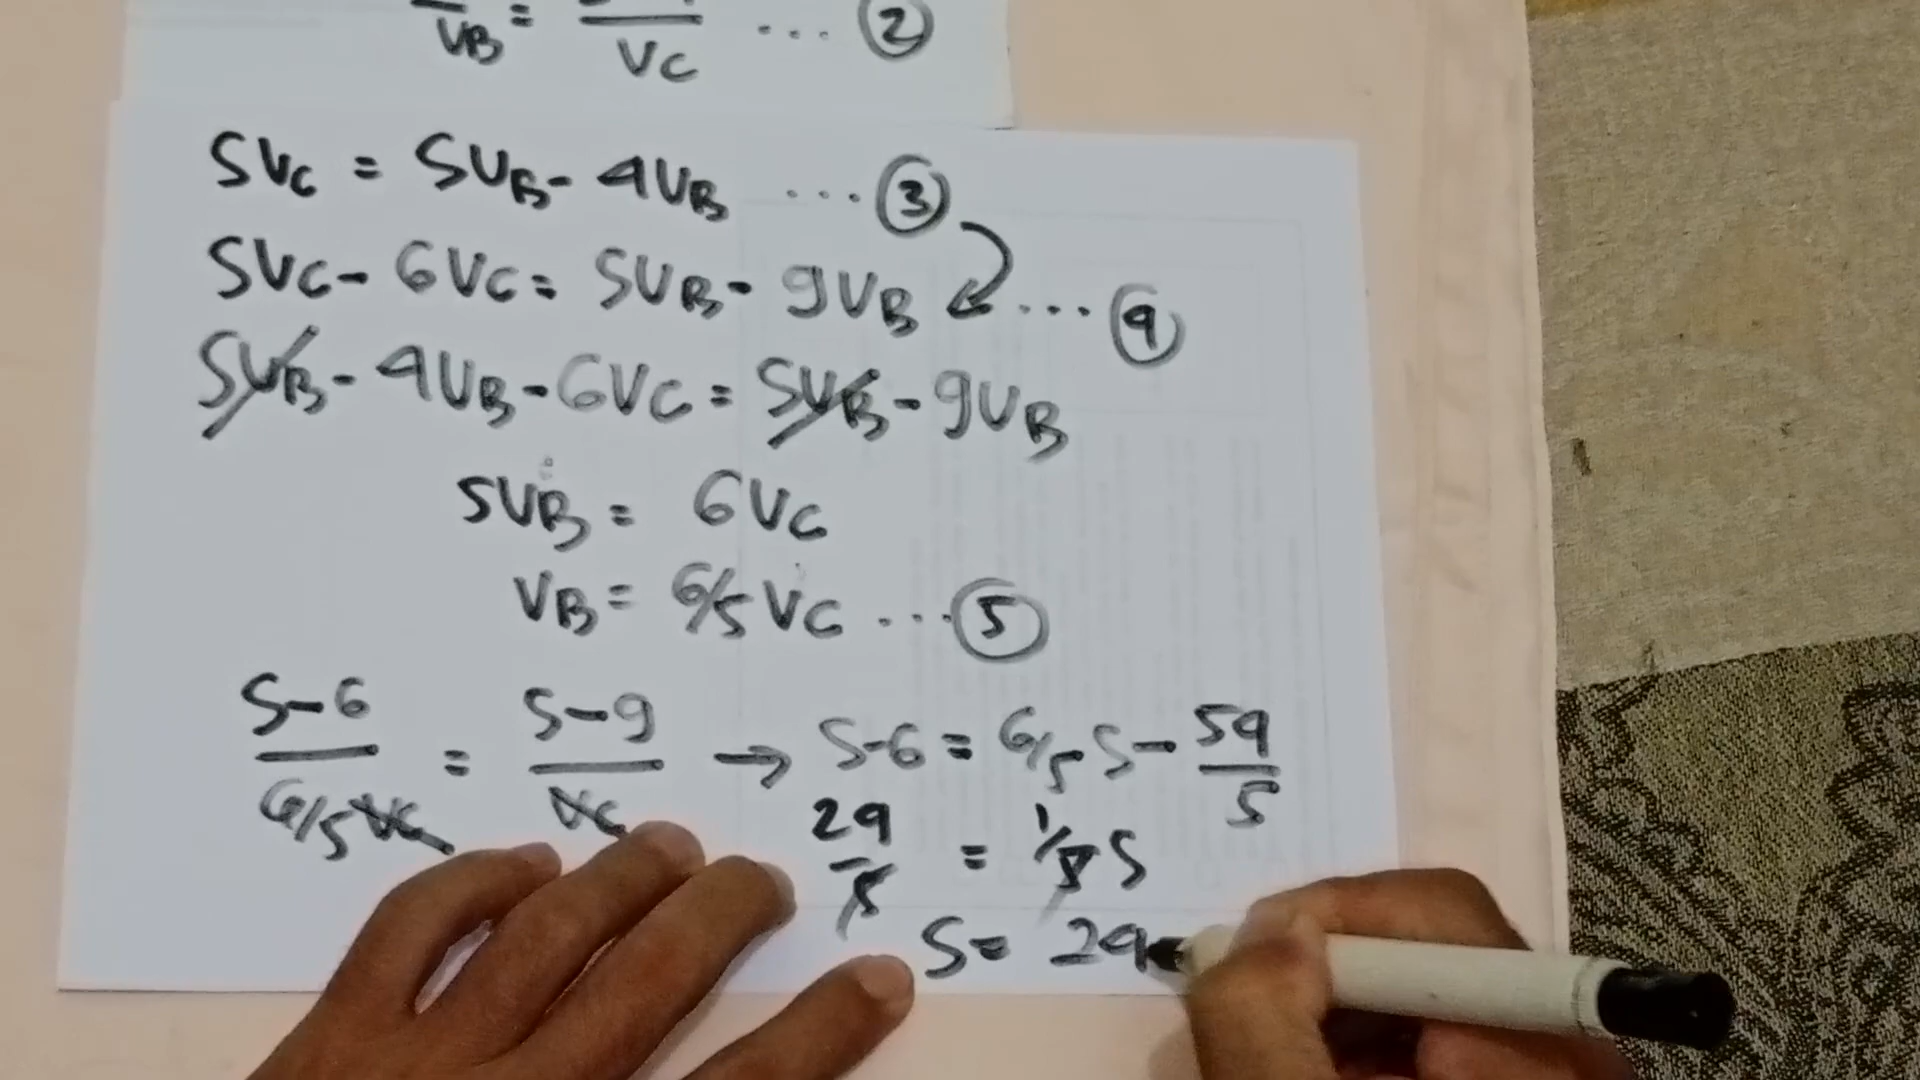 VB = VC ... 2
SVC = SVB - 4VB ... 3
SVC - 6VC = SVB - 9VB ... 4
SVB - 4VB - 6VC = SVB - 9VB
5VB = 6VC
VB = 6/5 VC ... 5
S-6 / 6/5 VC = S-9 / VC → S-6 = 6/5 S - 54/5
24/5 = 1/5 S
S = 24